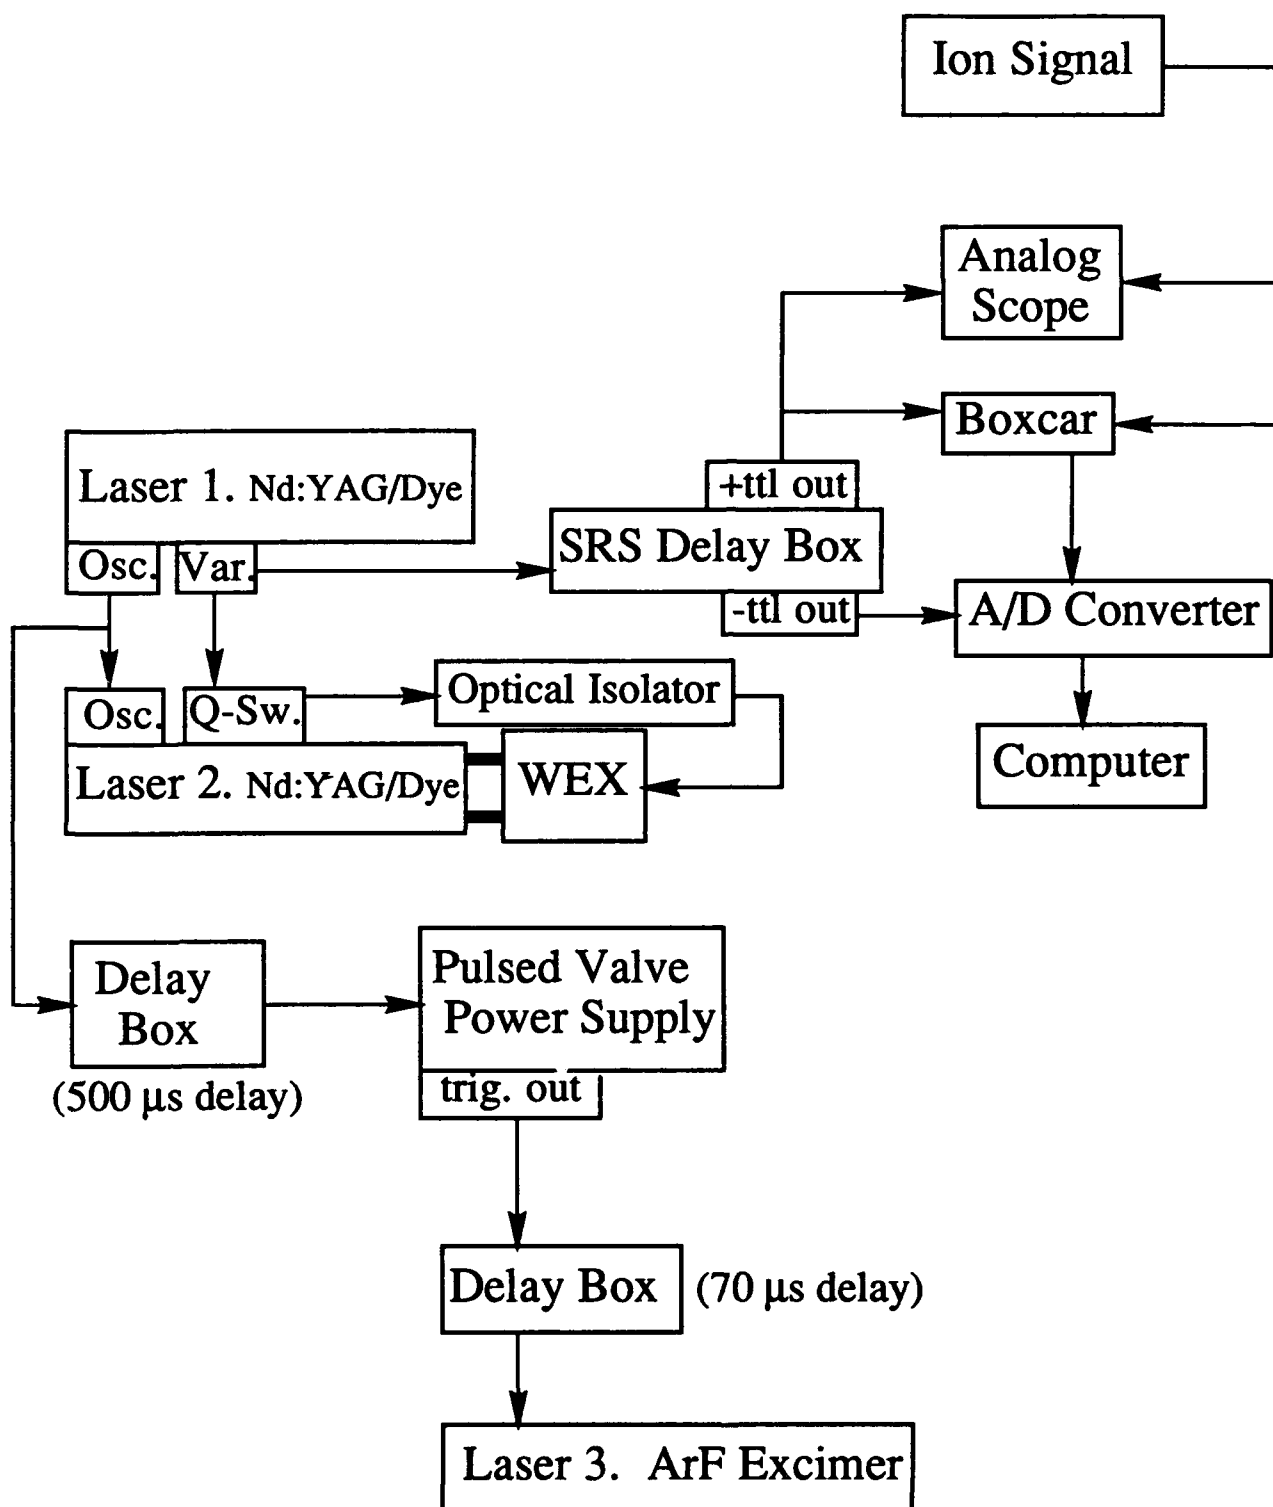 Ion Signal
Analog
Scope
Boxcar
Laser 1. Nd:YAG/Dye
+ttl out
Osc.
Var.
SRS Delay Box
-ttl out
A/D Converter
Osc.
Q-Sw.
Optical Isolator
Laser 2. Nd:YAG/Dye
WEX
Computer
Delay
Box
(500 μs delay)
Pulsed Valve
Power Supply
trig. out
Delay Box
(70 μs delay)
Laser 3. ArF Excimer